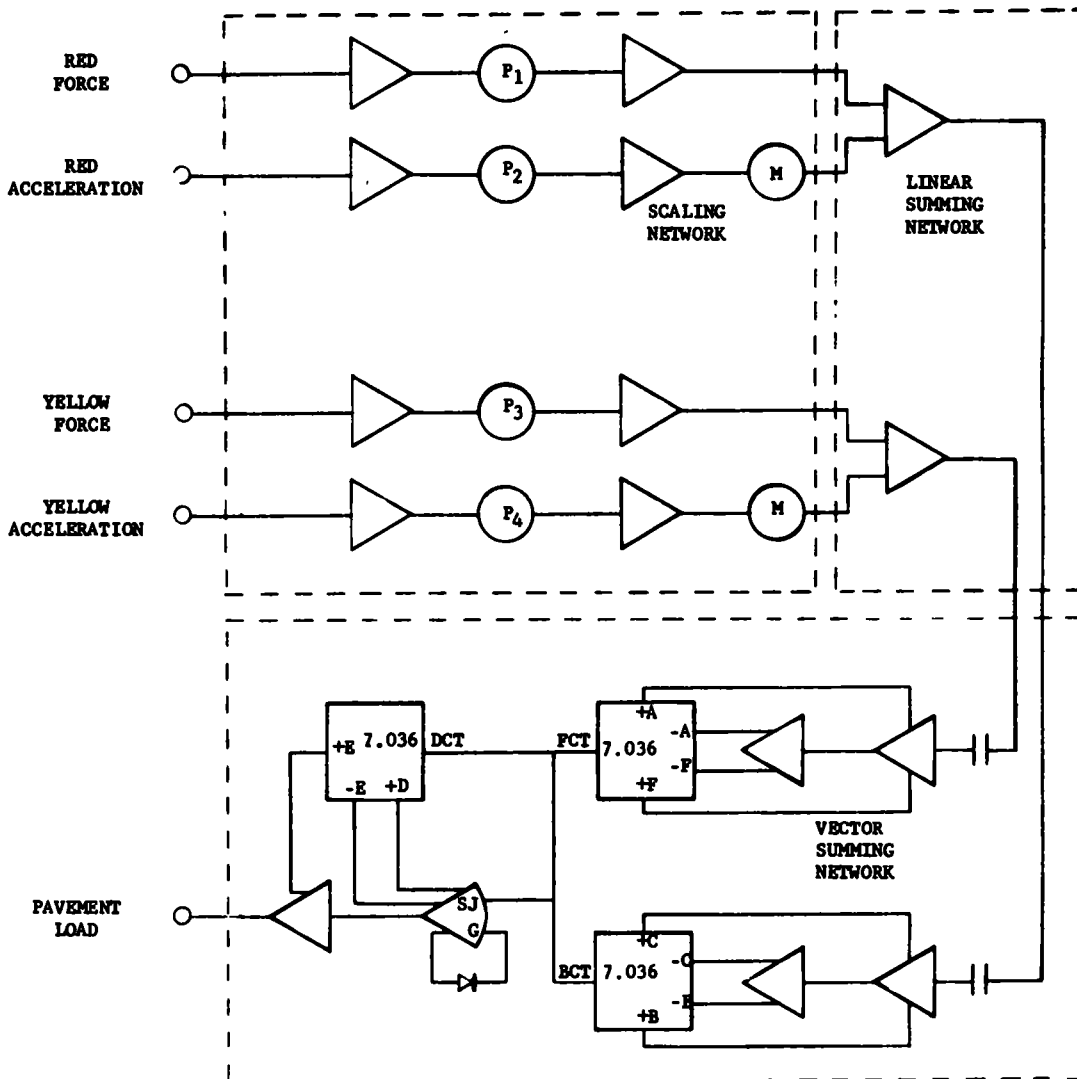 RED
FORCE
P1
RED
ACCELERATION
P2
M
SCALING
NETWORK
LINEAR
SUMMING
NETWORK
YELLOW
FORCE
P3
YELLOW
ACCELERATION
P4
M
+E 7.036 DCT
-E +D
FCT
+A
-A
7.036
-F
+F
VECTOR
SUMMING
NETWORK
PAVEMENT
LOAD
SJ
G
BCT
+C
7.036
-C
+B